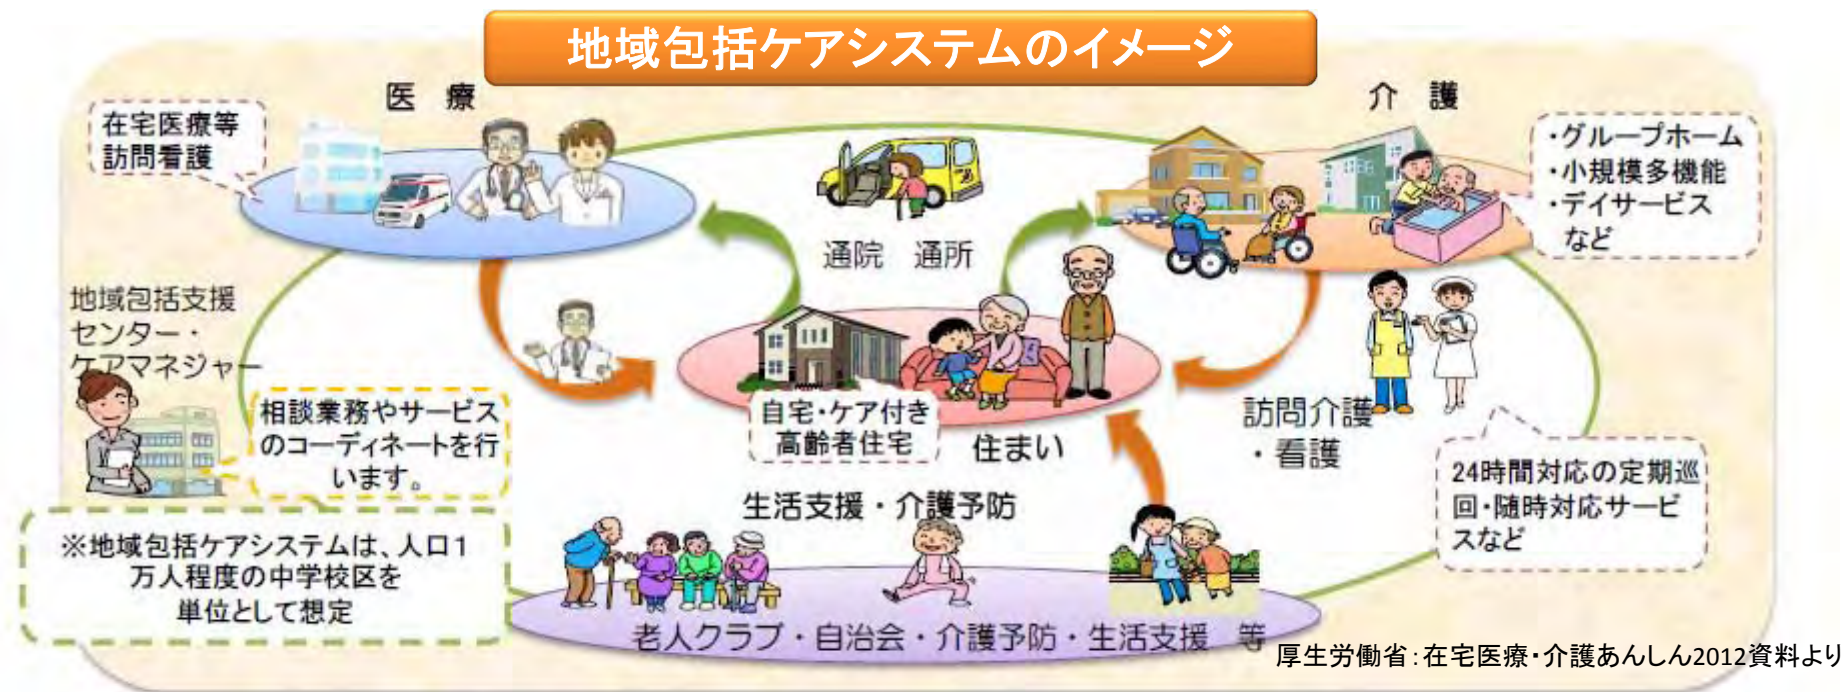 地域包括ケアシステムのイメージ
医 療
介 護
在宅医療等
訪問看護
・グループホーム
・小規模多機能
・デイサービス
など
通院 通所
地域包括支援
センター・
ケアマネジャー
相談業務やサービス
のコーディネートを行
います。
自宅・ケア付き
高齢者住宅
住まい
訪問介護
・看護
24時間対応の定期巡
回・随時対応サービ
スなど
生活支援・介護予防
※地域包括ケアシステムは、人口1
万人程度の中学校区を
単位として想定
老人クラブ・自治会・介護予防・生活支援 等
厚生労働省：在宅医療・介護あんしん2012資料より